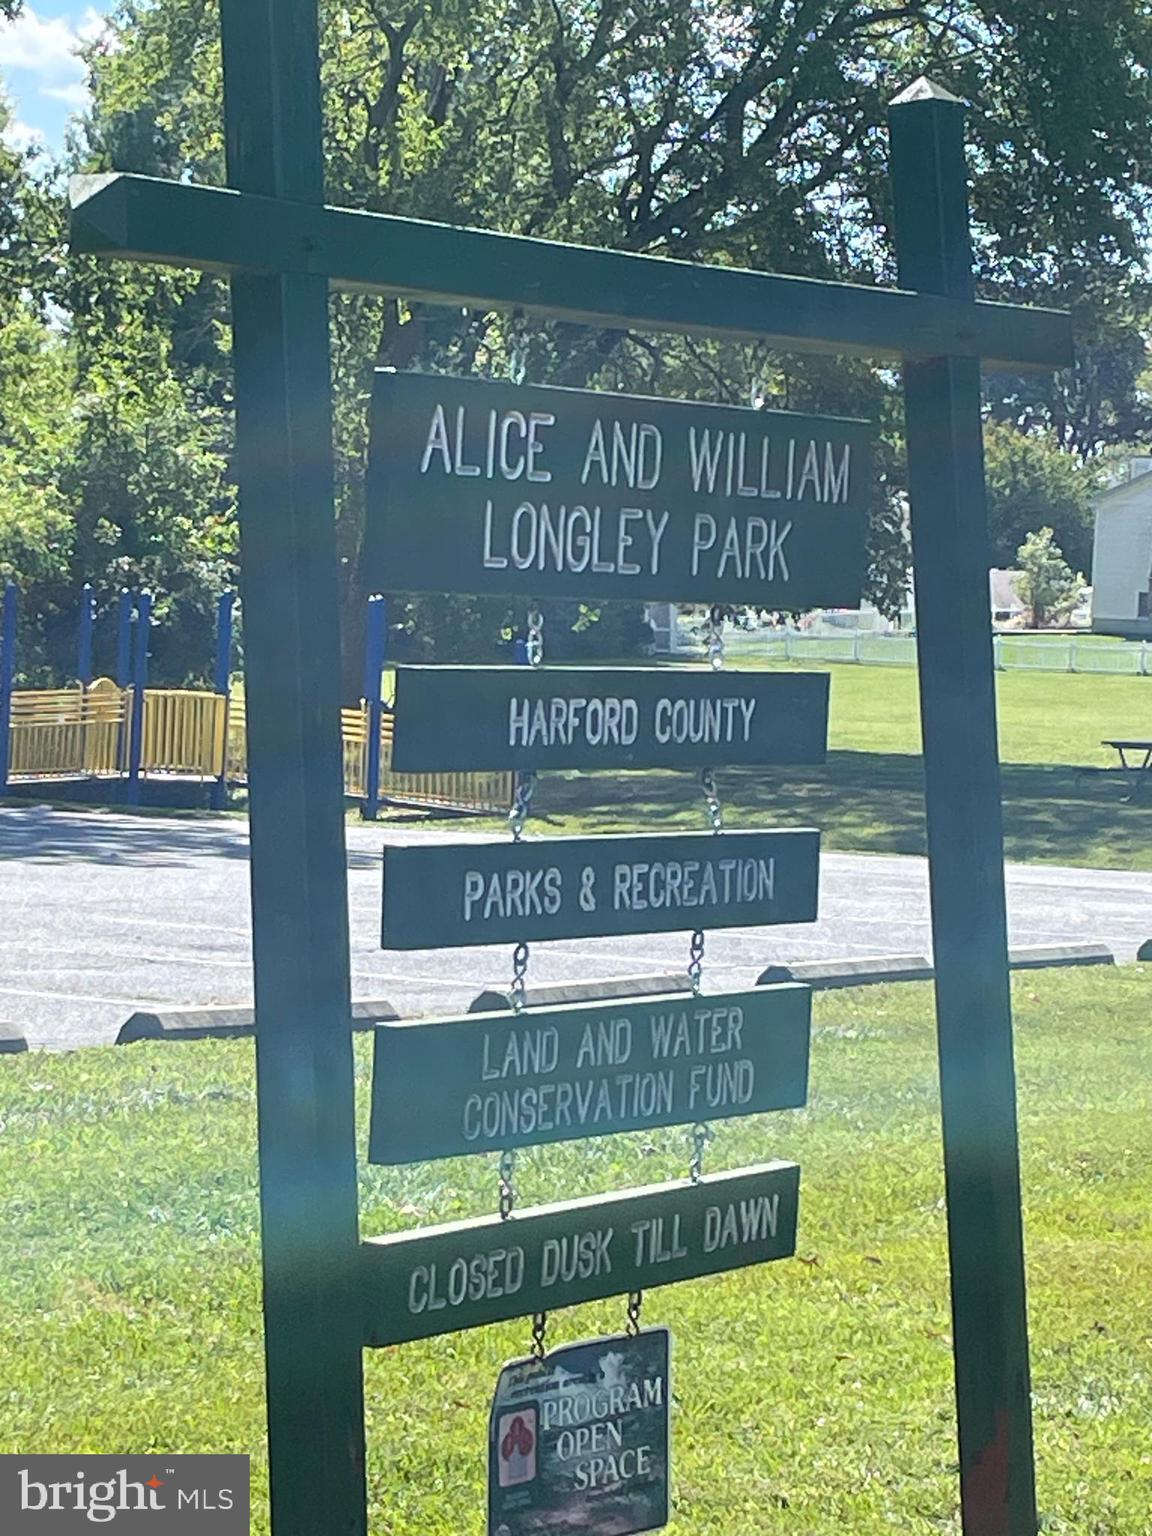 ALICE AND WILLIAM
LONGLEY PARK
HARFORD COUNTY
PARKS & RECREATION
LAND AND WATER
CONSERVATION FUND
CLOSED DUSK TILL DAWN
PROGRAM
OPEN
SPACE
bright MLS™